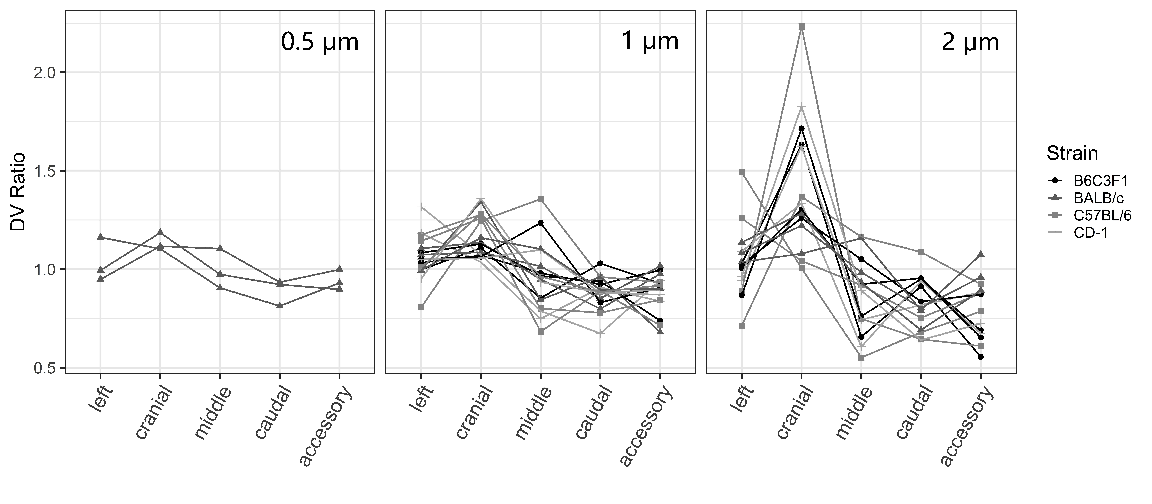 0.5 μm
1 μm
2 μm
DV Ratio
2.0
1.5
1.0
0.5
left
cranial
middle
caudal
accessory
left
cranial
middle
caudal
accessory
left
cranial
middle
caudal
accessory
Strain
B6C3F1
BALB/c
C57BL/6
CD-1